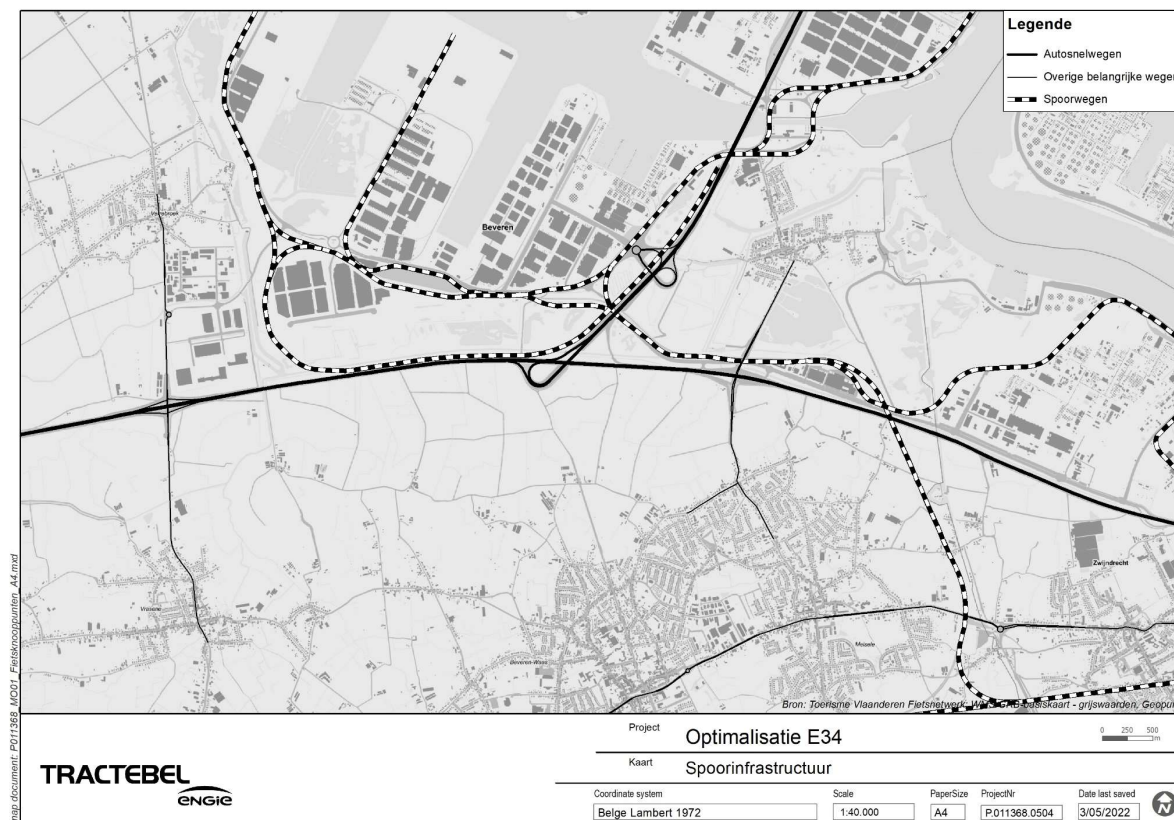 Legende
Autosnelwegen
Overige belangrijke wegen
Spoorwegen
Beveren
Vrasene
Beveren-Waas
Melsele
Zwijndrecht
Bron: Toerisme Vlaanderen Fietsnetwerk; grijswaarden, Geopun
map document: P011368_MO01_Fietsknooppunten_A4.mxd
Project
Optimalisatie E34
0 250 500
m
Kaart
Spoorinfrastructuur
TRACTEBEL
ENGIE
Coordinate system
Scale
PaperSize
ProjectNr
Date last saved
Belge Lambert 1972
1:40.000
A4
P.011368.0504
3/05/2022
N